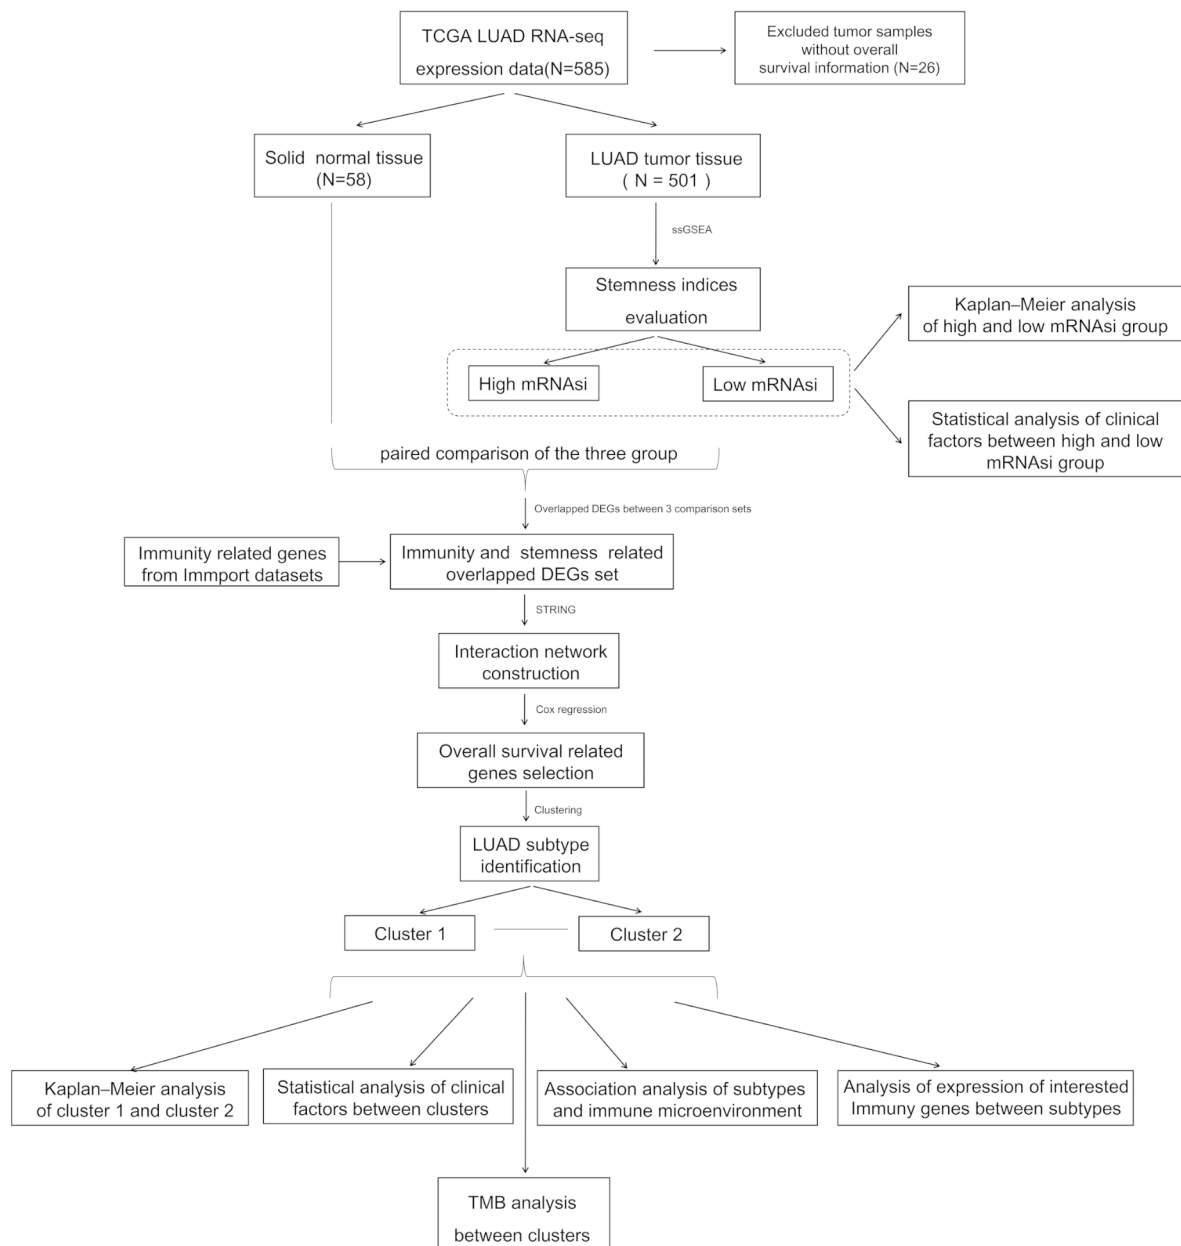 TCGA LUAD RNA-seq
expression data(N=585)
Excluded tumor samples
without overall
survival information (N=26)
Solid normal tissue
(N=58)
LUAD tumor tissue
( N = 501 )
ssGSEA
Stemness indices
evaluation
Kaplan–Meier analysis
of high and low mRNAsi group
High mRNAsi
Low mRNAsi
Statistical analysis of clinical
factors between high and low
mRNAsi group
paired comparison of the three group
Overlapped DEGs between 3 comparison sets
Immunity related genes
from Immport datasets
Immunity and stemness related
overlapped DEGs set
STRING
Interaction network
construction
Cox regression
Overall survival related
genes selection
Clustering
LUAD subtype
identification
Cluster 1
Cluster 2
Kaplan–Meier analysis
of cluster 1 and cluster 2
Statistical analysis of clinical
factors between clusters
Association analysis of subtypes
and immune microenvironment
Analysis of expression of interested
Immuny genes between subtypes
TMB analysis
between clusters